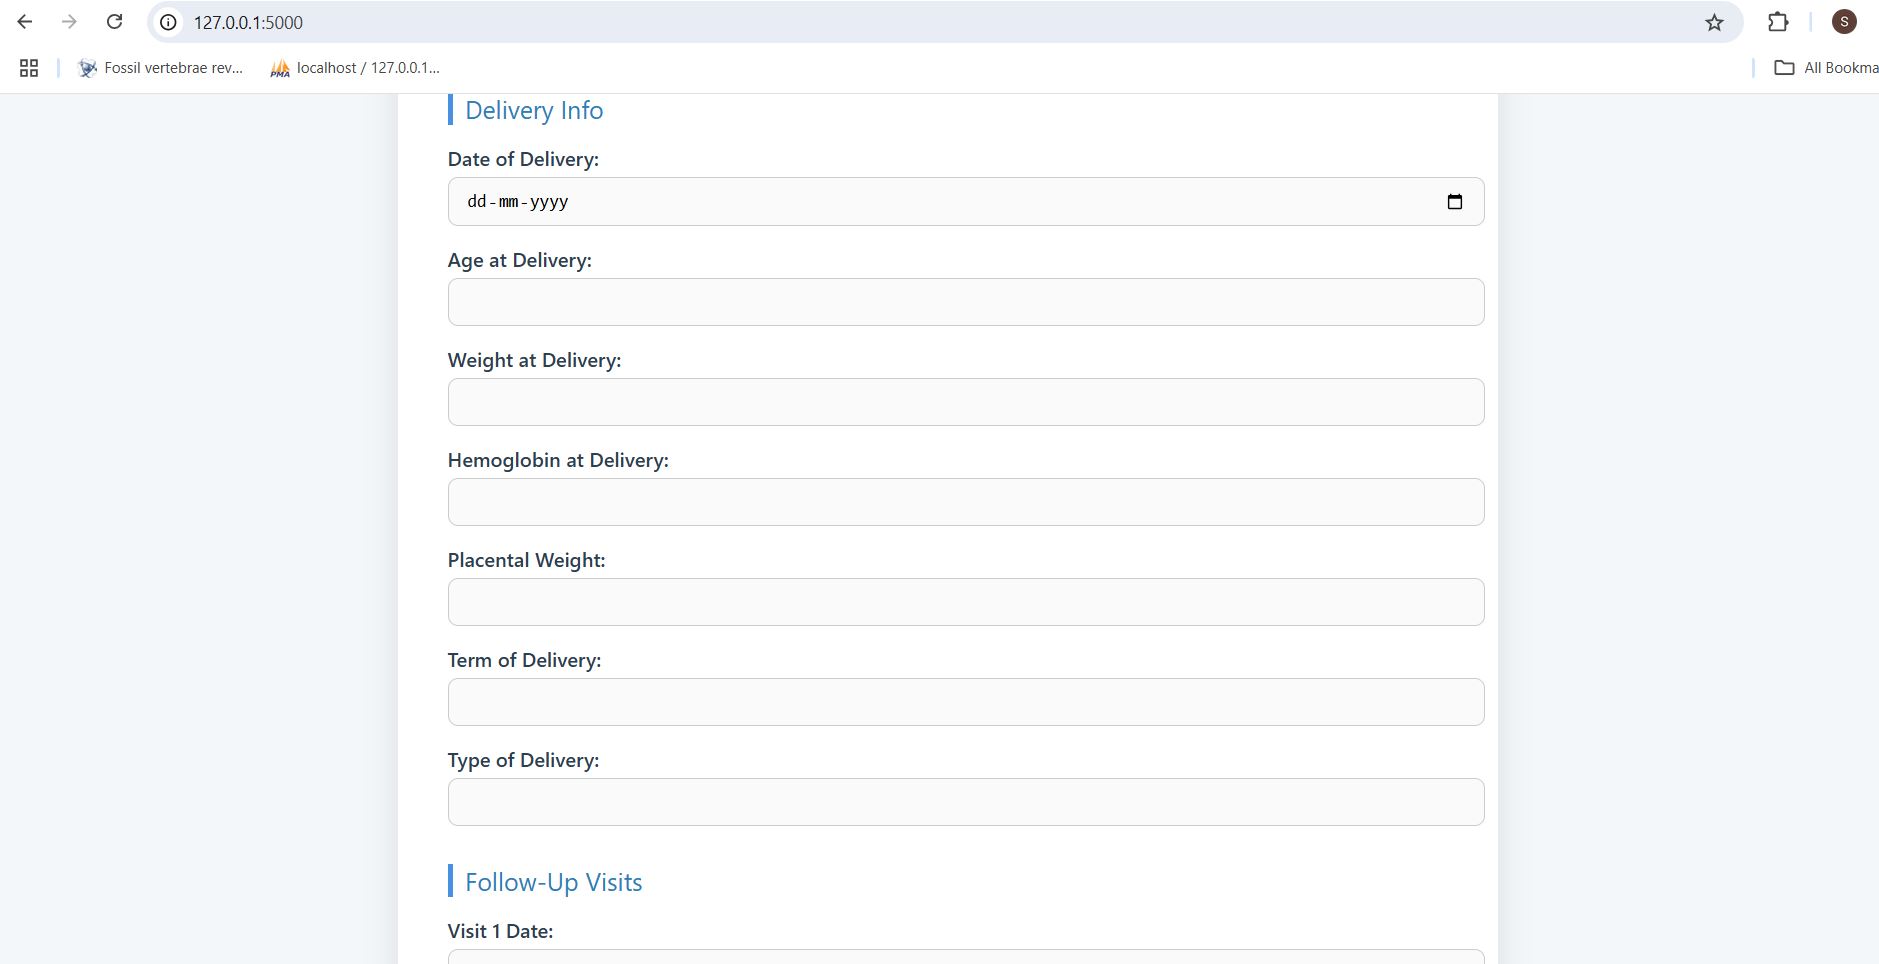 127.0.0.1:5000
S
Fossil vertebrae rev...
PMA
localhost / 127.0.0.1...
All Bookma
Delivery Info
Date of Delivery:
dd-mm-yyyy
Age at Delivery:
Weight at Delivery:
Hemoglobin at Delivery:
Placental Weight:
Term of Delivery:
Type of Delivery:
Follow-Up Visits
Visit 1 Date: